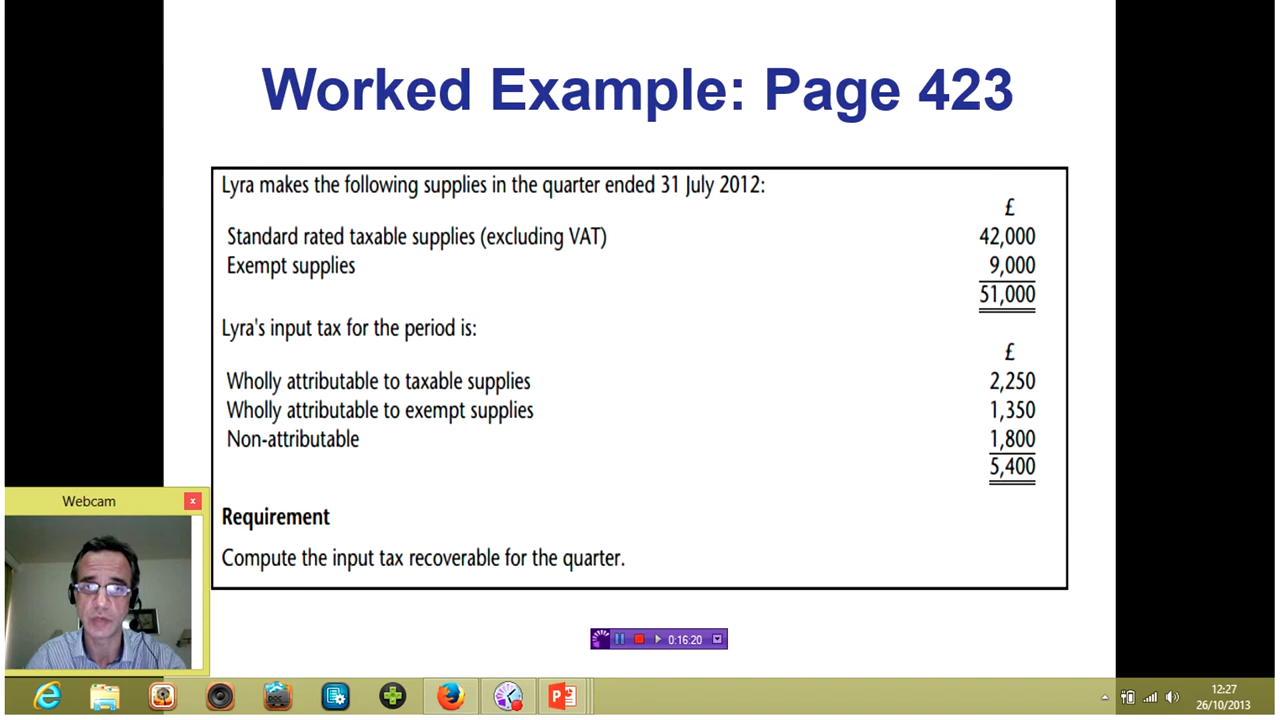 Worked Example: Page 423
Lyra makes the following supplies in the quarter ended 31 July 2012:
£
Standard rated taxable supplies (excluding VAT) 42,000
Exempt supplies 9,000
51,000
Lyra's input tax for the period is:
£
Wholly attributable to taxable supplies 2,250
Wholly attributable to exempt supplies 1,350
Non-attributable 1,800
5,400
Webcam x
Requirement
Compute the input tax recoverable for the quarter.
0:16:20
12:27
26/10/2013